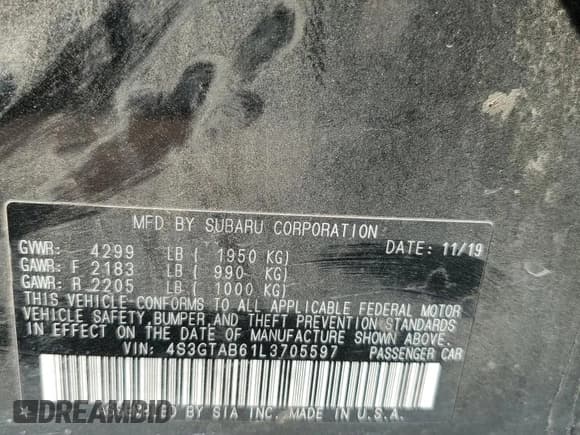 MFD BY SUBARU CORPORATION
GVWR: 4299 LB ( 1950 KG) DATE: 11/19
GAWR: F 2183 LB ( 990 KG)
GAWR: R 2205 LB ( 1000 KG)
THIS VEHICLE CONFORMS TO ALL APPLICABLE FEDERAL MOTOR
VEHICLE SAFETY, BUMPER AND THEFT PREVENTION STANDARDS
IN EFFECT ON THE DATE OF MANUFACTURE SHOWN ABOVE.
VIN: 4S3GTAB61L3705597 PASSENGER CAR
BY SIA INC. MADE IN U.S.A.
DREAMBID